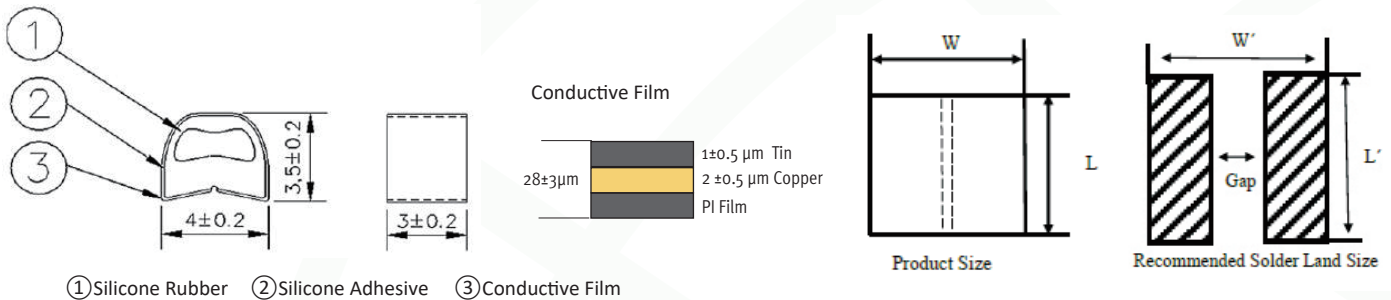 ①
②
③
3,5±0.2
4±0.2
3±0.2
①Silicone Rubber ②Silicone Adhesive ③Conductive Film
Conductive Film
28±3µm
1±0.5 µm Tin
2 ±0.5 µm Copper
PI Film
W
L
Product Size
W´
Gap
L´
Recommended Solder Land Size